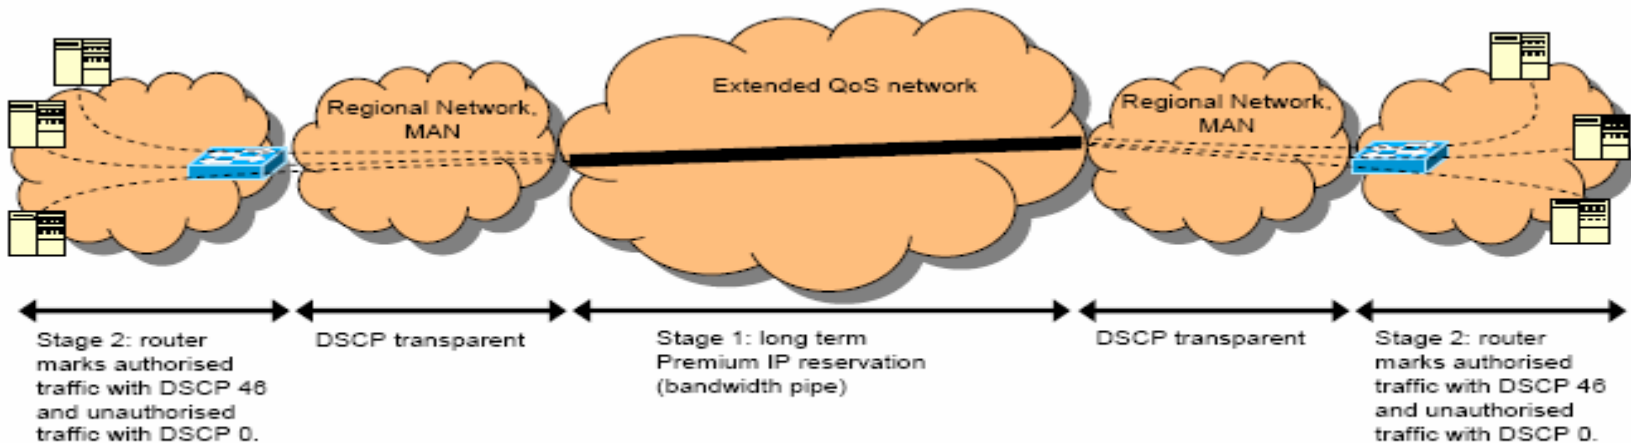 Extended QoS network
Regional Network,
MAN
Regional Network,
MAN
Stage 2: router
marks authorised
traffic with DSCP 46
and unauthorised
traffic with DSCP 0.
DSCP transparent
Stage 1: long term
Premium IP reservation
(bandwidth pipe)
DSCP transparent
Stage 2: router
marks authorised
traffic with DSCP 46
and unauthorised
traffic with DSCP 0.